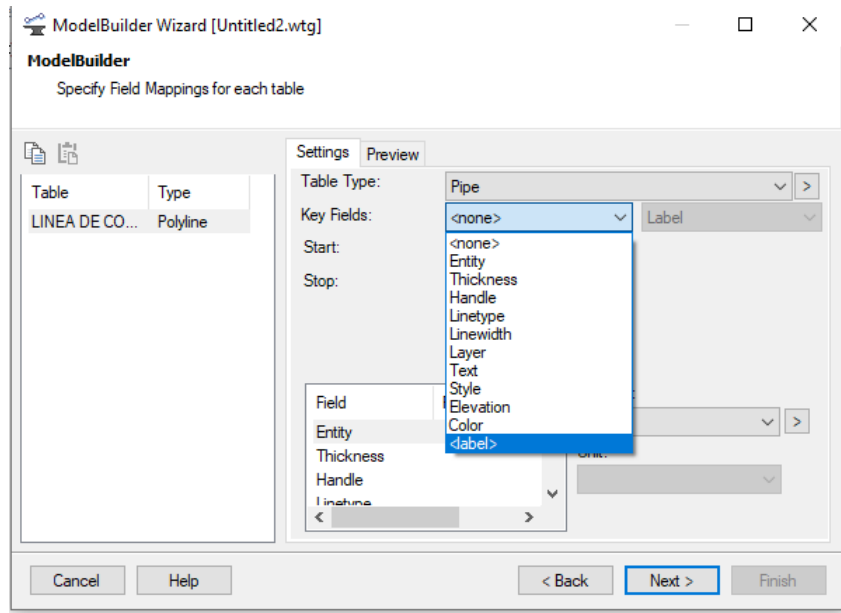 ModelBuilder Wizard [Untitled2.wtg]
ModelBuilder
Specify Field Mappings for each table
Settings Preview
Table Type: Pipe >
Table Type
Key Fields: <none> Label
LINEA DE CO... Polyline
<none>
Start:
Entity
Thickness
Stop:
Handle
Linetype
Linewidth
Layer
Text
Style
Field
Elevation
Color
>
Entity
<label>
Thickness
Handle
< Back Next > Finish
Cancel Help